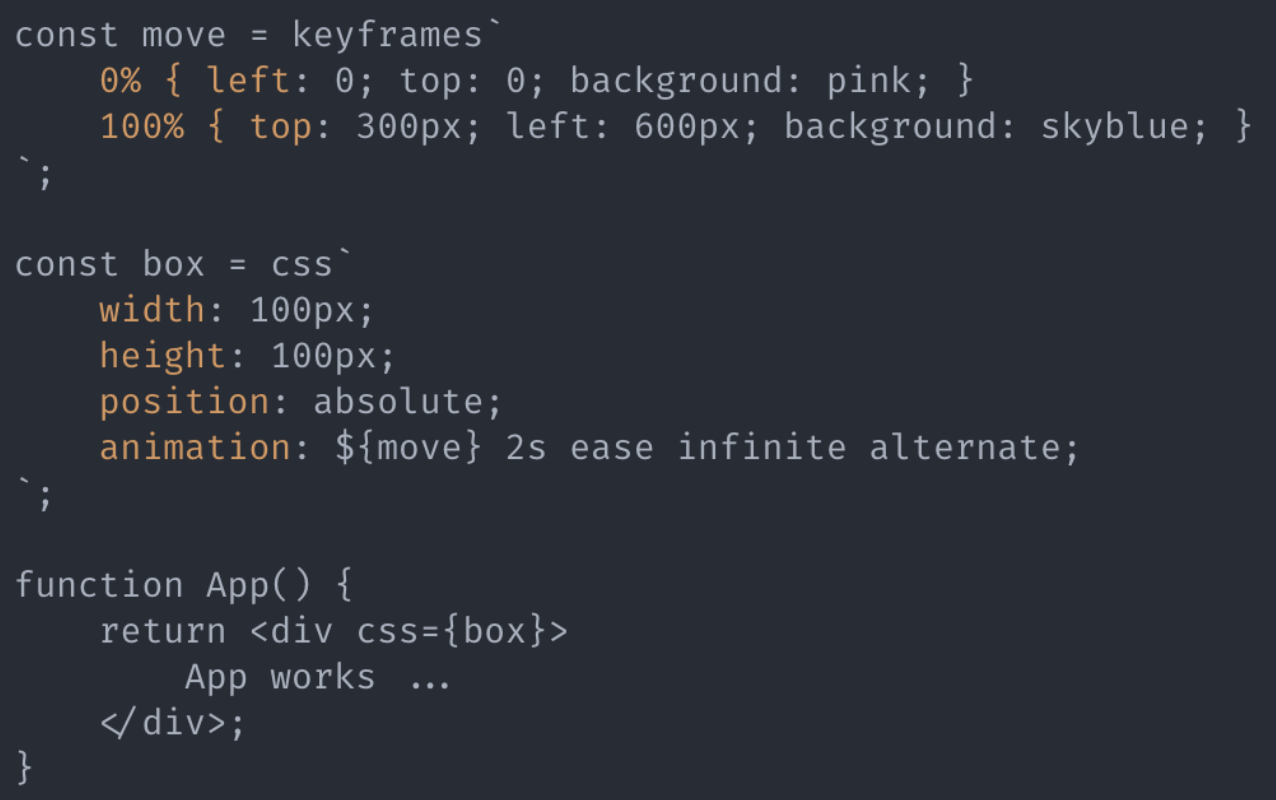 const move = keyframes`
    0% { left: 0; top: 0; background: pink; }
    100% { top: 300px; left: 600px; background: skyblue; }
`;

const box = css`
    width: 100px;
    height: 100px;
    position: absolute;
    animation: ${move} 2s ease infinite alternate;
`;

function App() {
    return <div css={box}>
        App works ...
    </div>;
}